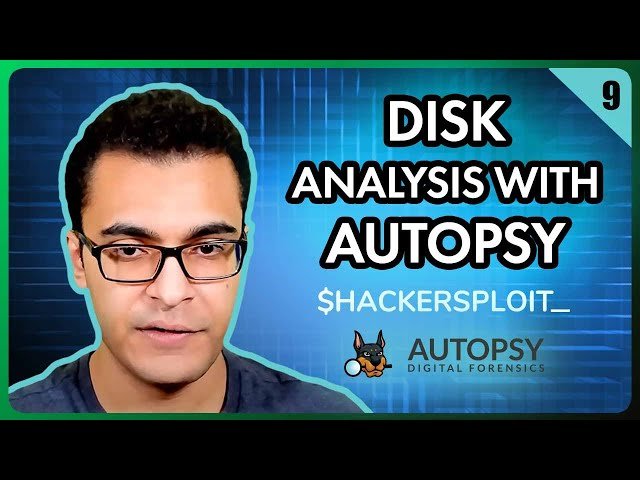 9
DISK
ANALYSIS WITH
AUTOPSY
$HACKERSPLOIT_
AUTOPSY
DIGITAL FORENSICS